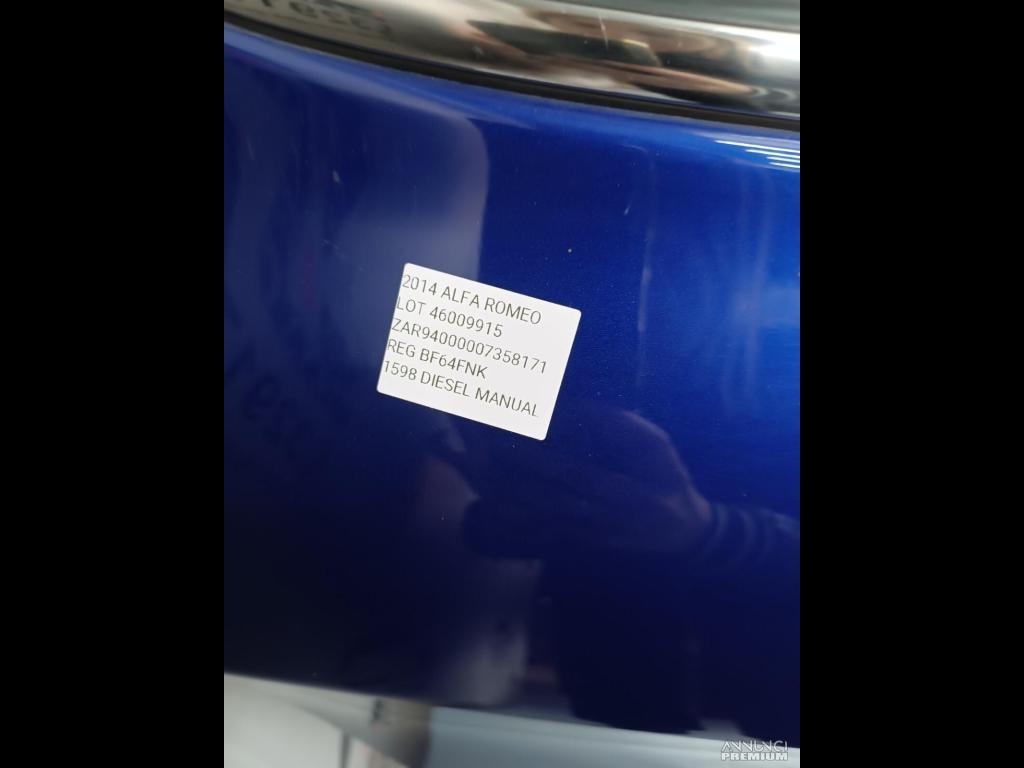 2014 ALFA ROMEO
LOT 46009915
ZAR94000007358171
REG BF64FNK
1598 DIESEL MANUAL
ANNUNCI
PREMIUM